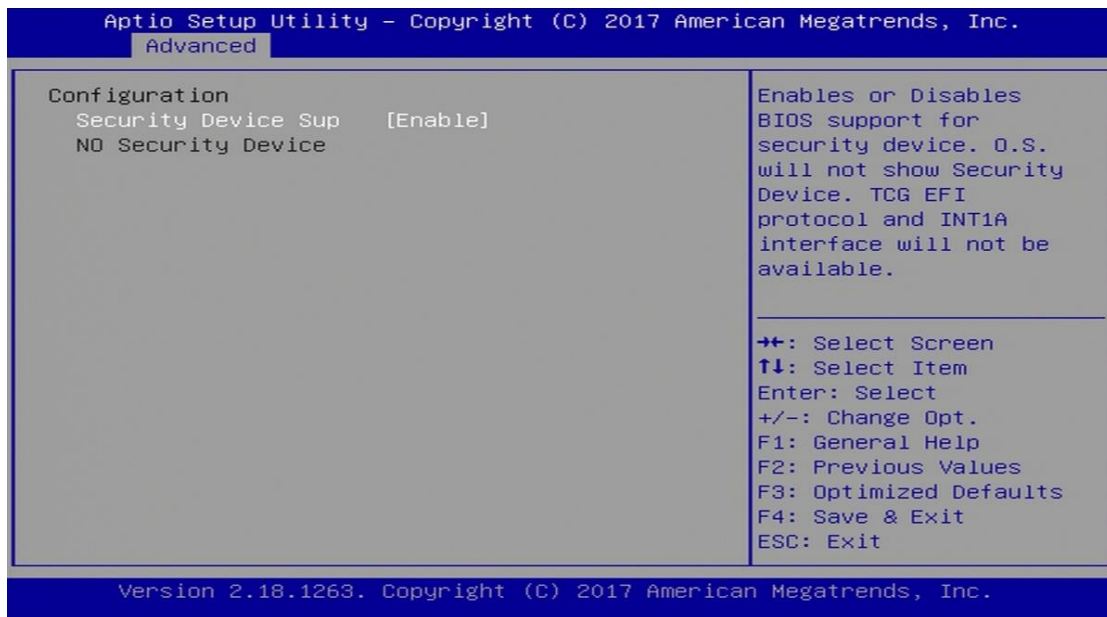 Aptio Setup Utility – Copyright (C) 2017 American Megatrends, Inc.
Advanced
Configuration
Security Device Sup [Enable]
NO Security Device
Enables or Disables
BIOS support for
security device. O.S.
will not show Security
Device. TCG EFI
protocol and INT1A
interface will not be
available.
→←: Select Screen
↑↓: Select Item
Enter: Select
+/-: Change Opt.
F1: General Help
F2: Previous Values
F3: Optimized Defaults
F4: Save & Exit
ESC: Exit
Version 2.18.1263. Copyright (C) 2017 American Megatrends, Inc.